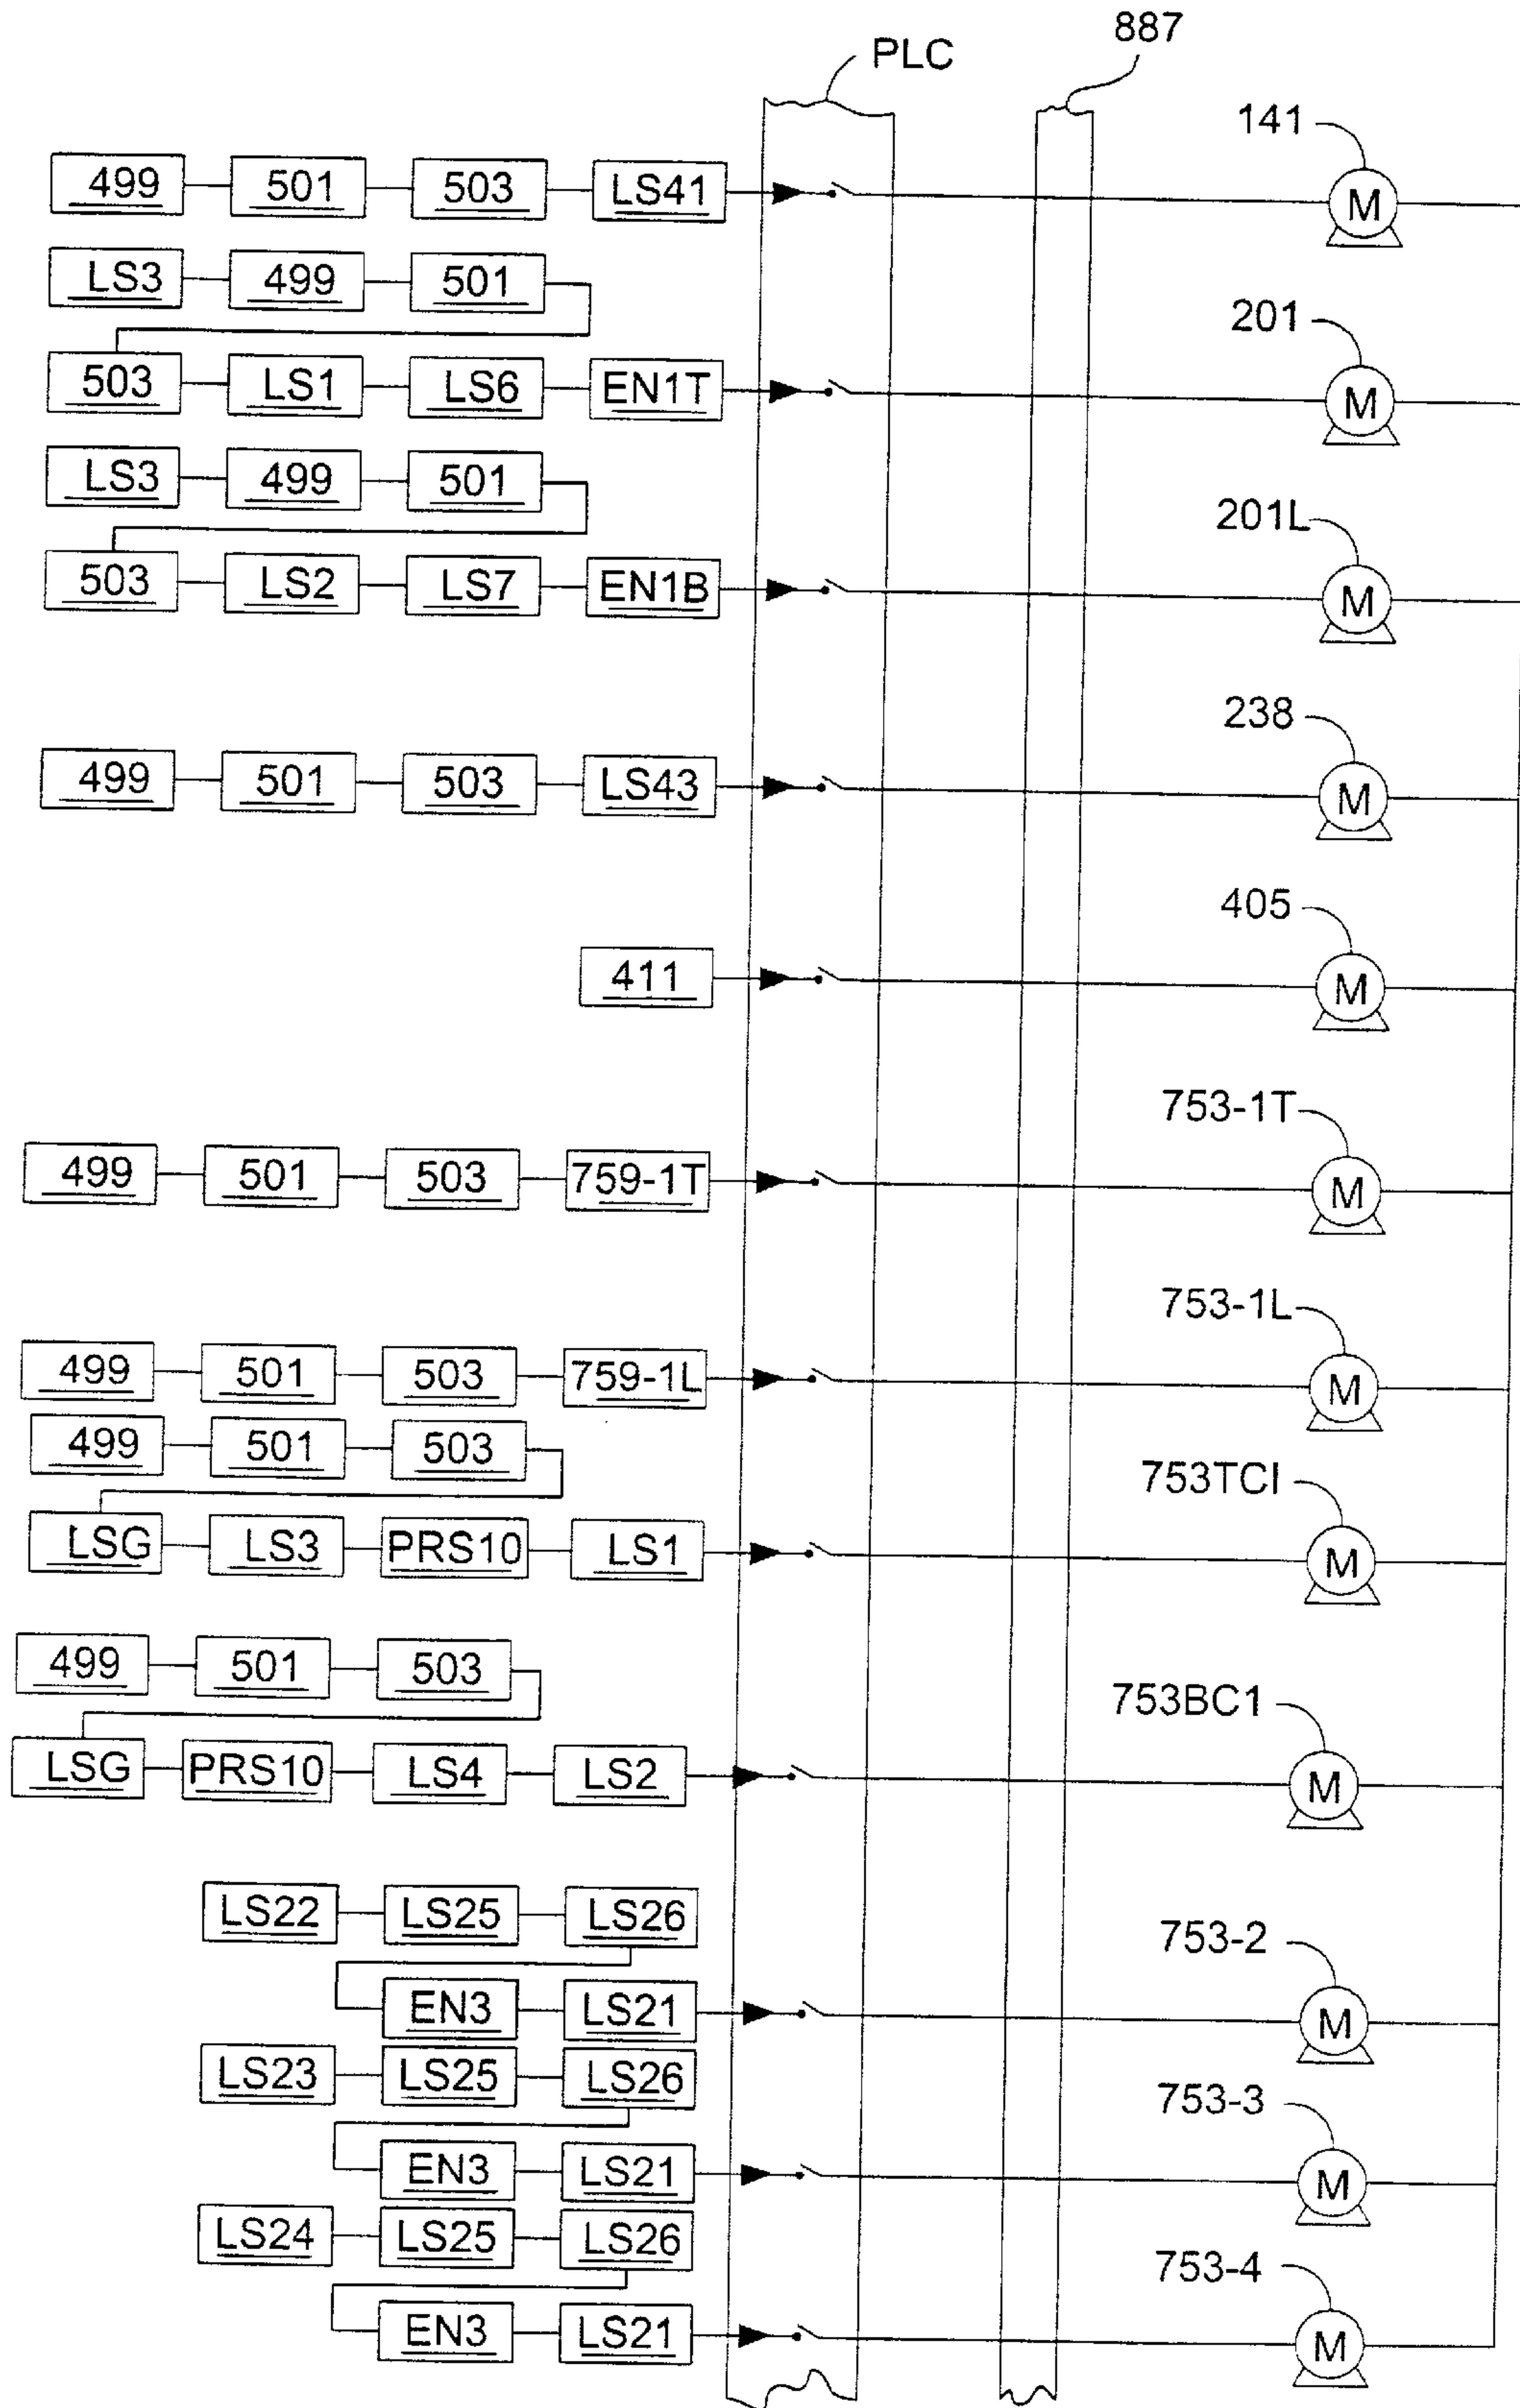 887
PLC
141
499 501 503 LS41 M
LS3 499 501
201
503 LS1 LS6 EN1T M
LS3 499 501
201L
503 LS2 LS7 EN1B M
238
499 501 503 LS43 M
405
411 M
753-1T
499 501 503 759-1T M
753-1L
499 501 503 759-1L M
499 501 503
753TCI
LSG LS3 PRS10 LS1 M
499 501 503
753BC1
LSG PRS10 LS4 LS2 M
LS22 LS25 LS26
753-2
EN3 LS21 M
LS23 LS25 LS26
753-3
EN3 LS21 M
LS24 LS25 LS26
753-4
EN3 LS21 M